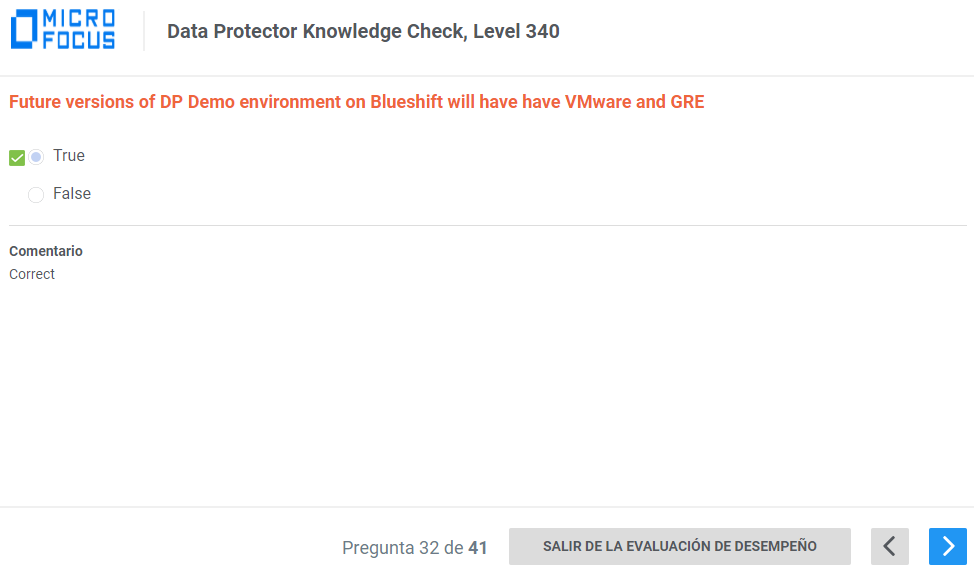 MICRO
FOCUS
Data Protector Knowledge Check, Level 340
Future versions of DP Demo environment on Blueshift will have have VMware and GRE
True
False
Comentario
Correct
Pregunta 32 de 41
SALIR DE LA EVALUACIÓN DE DESEMPEÑO